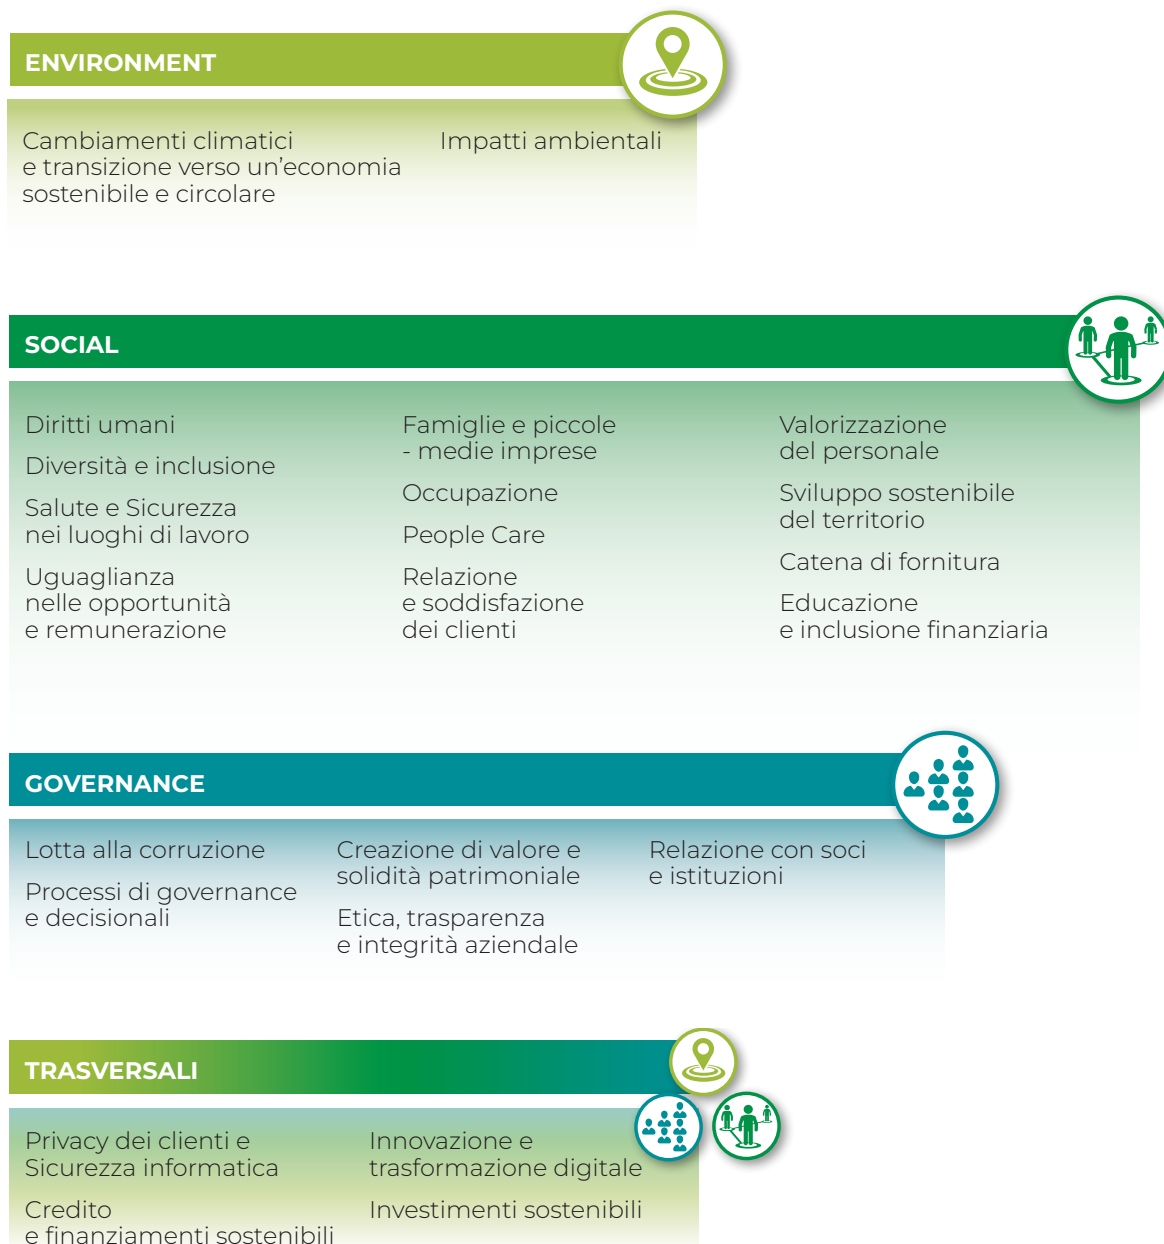 ENVIRONMENT
Cambiamenti climatici
e transizione verso un'economia
sostenibile e circolare
Impatti ambientali
SOCIAL
Diritti umani
Diversità e inclusione
Salute e Sicurezza
nei luoghi di lavoro
Uguaglianza
nelle opportunità
e remunerazione
Famiglie e piccole
- medie imprese
Occupazione
People Care
Relazione
e soddisfazione
dei clienti
Valorizzazione
del personale
Sviluppo sostenibile
del territorio
Catena di fornitura
Educazione
e inclusione finanziaria
GOVERNANCE
Lotta alla corruzione
Processi di governance
e decisionali
Creazione di valore e
solidità patrimoniale
Etica, trasparenza
e integrità aziendale
Relazione con soci
e istituzioni
TRASVERSALI
Privacy dei clienti e
Sicurezza informatica
Credito
e finanziamenti sostenibili
Innovazione e
trasformazione digitale
Investimenti sostenibili